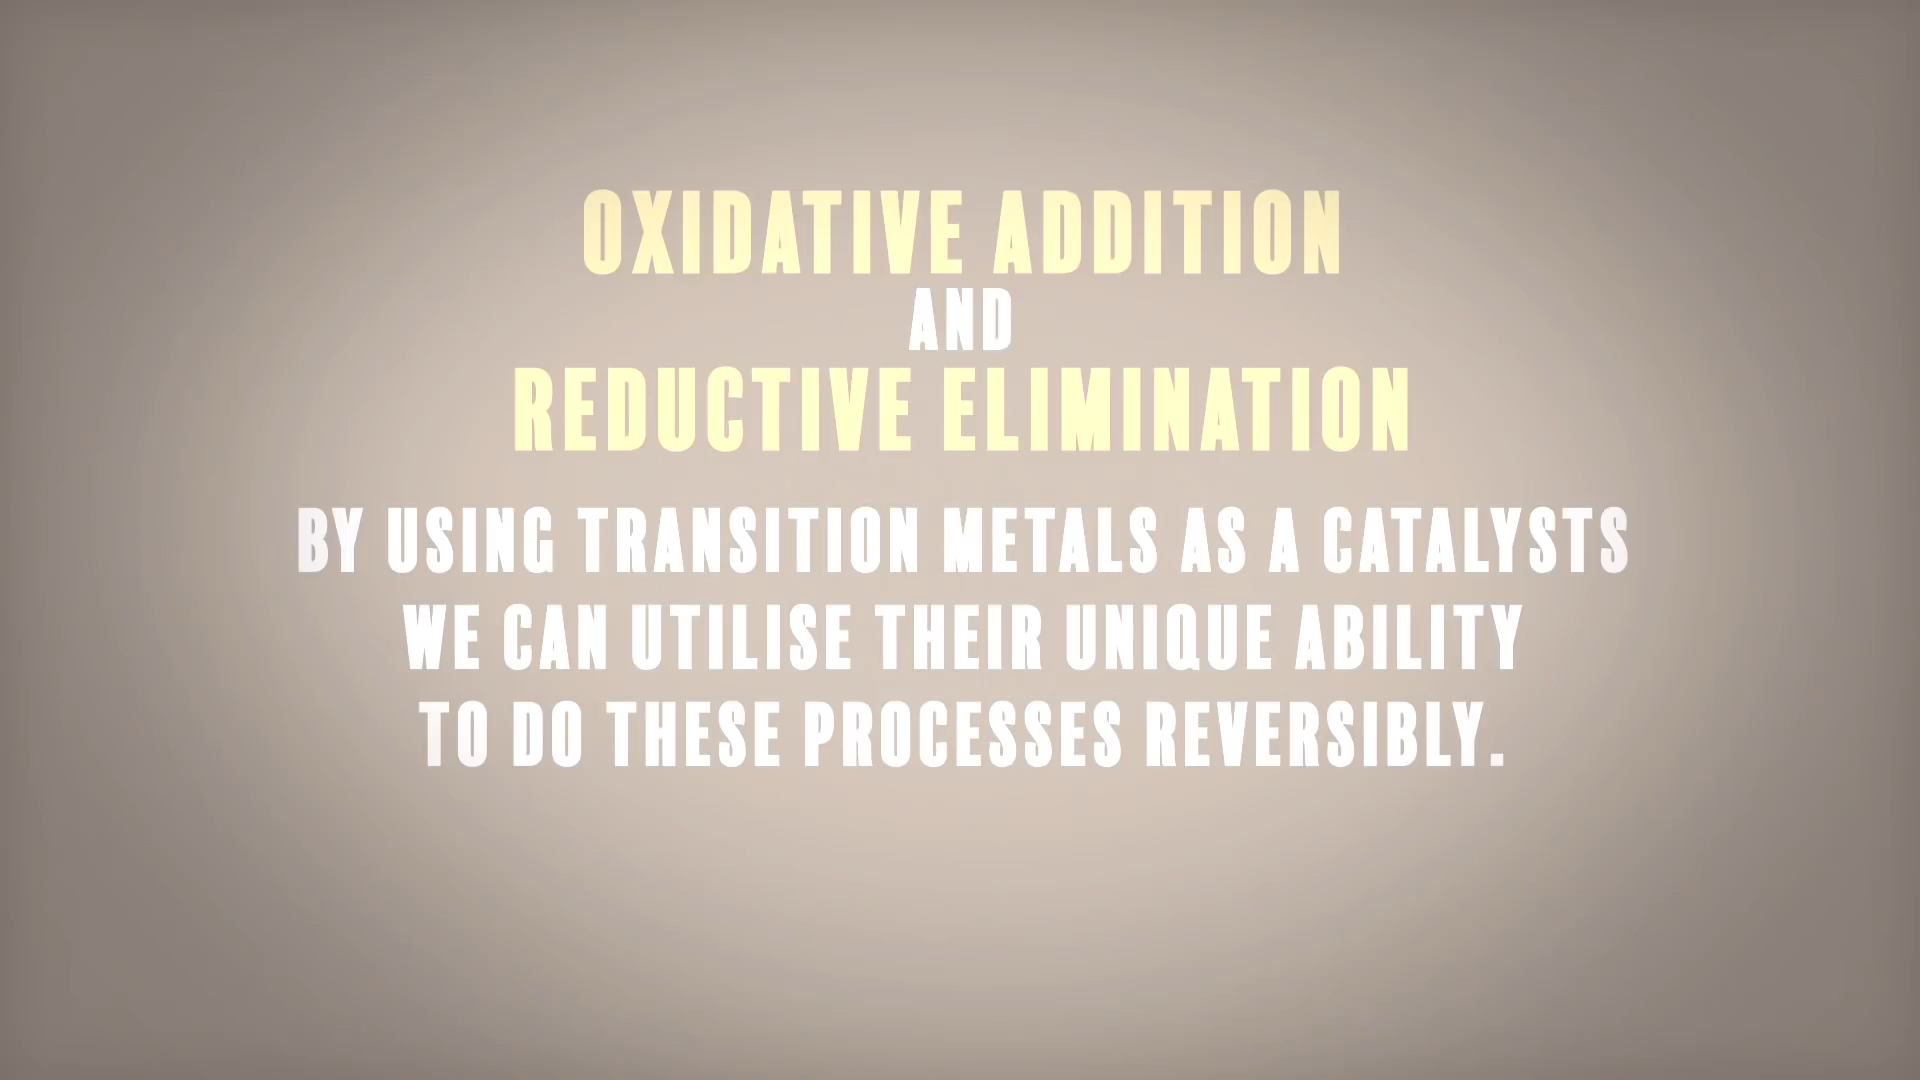 OXIDATIVE ADDITION
AND
REDUCTIVE ELIMINATION
BY USING TRANSITION METALS AS A CATALYSTS
WE CAN UTILISE THEIR UNIQUE ABILITY
TO DO THESE PROCESSES REVERSIBLY.